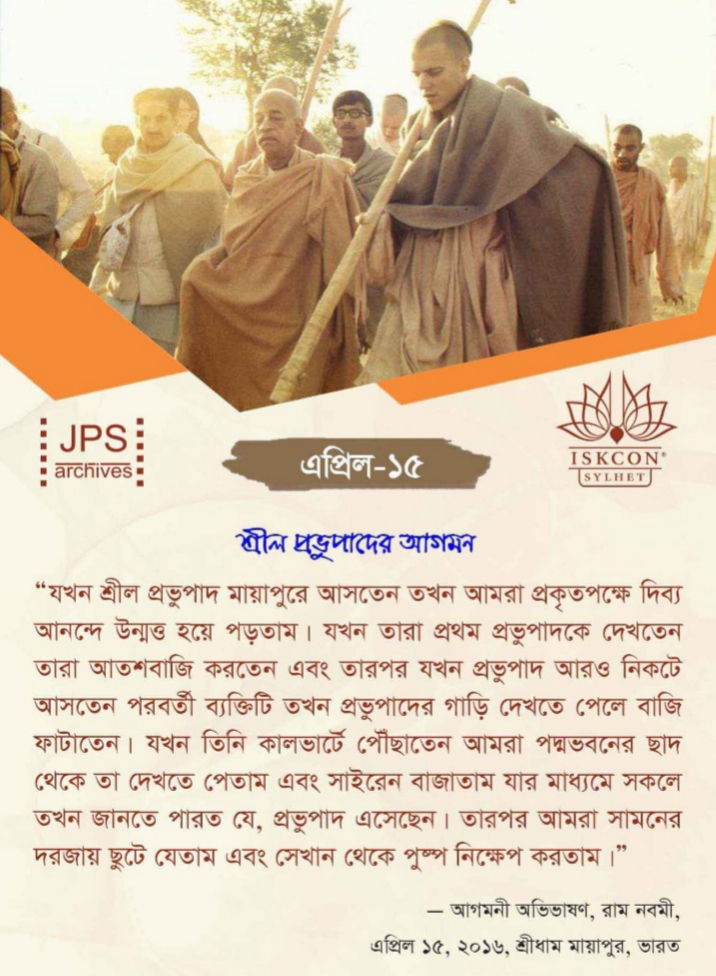 JPS
archives
এপ্রিল-১৫
ISKCON®
SYLHET
শ্রীল প্রভুপাদের আগমন
“যখন শ্রীল প্রভুপাদ মায়াপুরে আসতেন তখন আমরা প্রকৃতপক্ষে দিব্য
আনন্দে উন্মত্ত হয়ে পড়তাম। যখন তারা প্রথম প্রভুপাদকে দেখতেন
তারা আতশবাজি করতেন এবং তারপর যখন প্রভুপাদ আরও নিকটে
আসতেন পরবর্তী ব্যক্তিটি তখন প্রভুপাদের গাড়ি দেখতে পেলে বাজি
ফাটাতেন। যখন তিনি কালভার্টে পৌঁছাতেন আমরা পদ্মভবনের ছাদ
থেকে তা দেখতে পেতাম এবং সাইরেন বাজাতাম যার মাধ্যমে সকলে
তখন জানতে পারত যে, প্রভুপাদ এসেছেন। তারপর আমরা সামনের
দরজায় ছুটে যেতাম এবং সেখান থেকে পুষ্প নিক্ষেপ করতাম।”
– আগমনী অভিভাষণ, রাম নবমী,
এপ্রিল ১৫, ২০১৬, শ্রীধাম মায়াপুর, ভারত